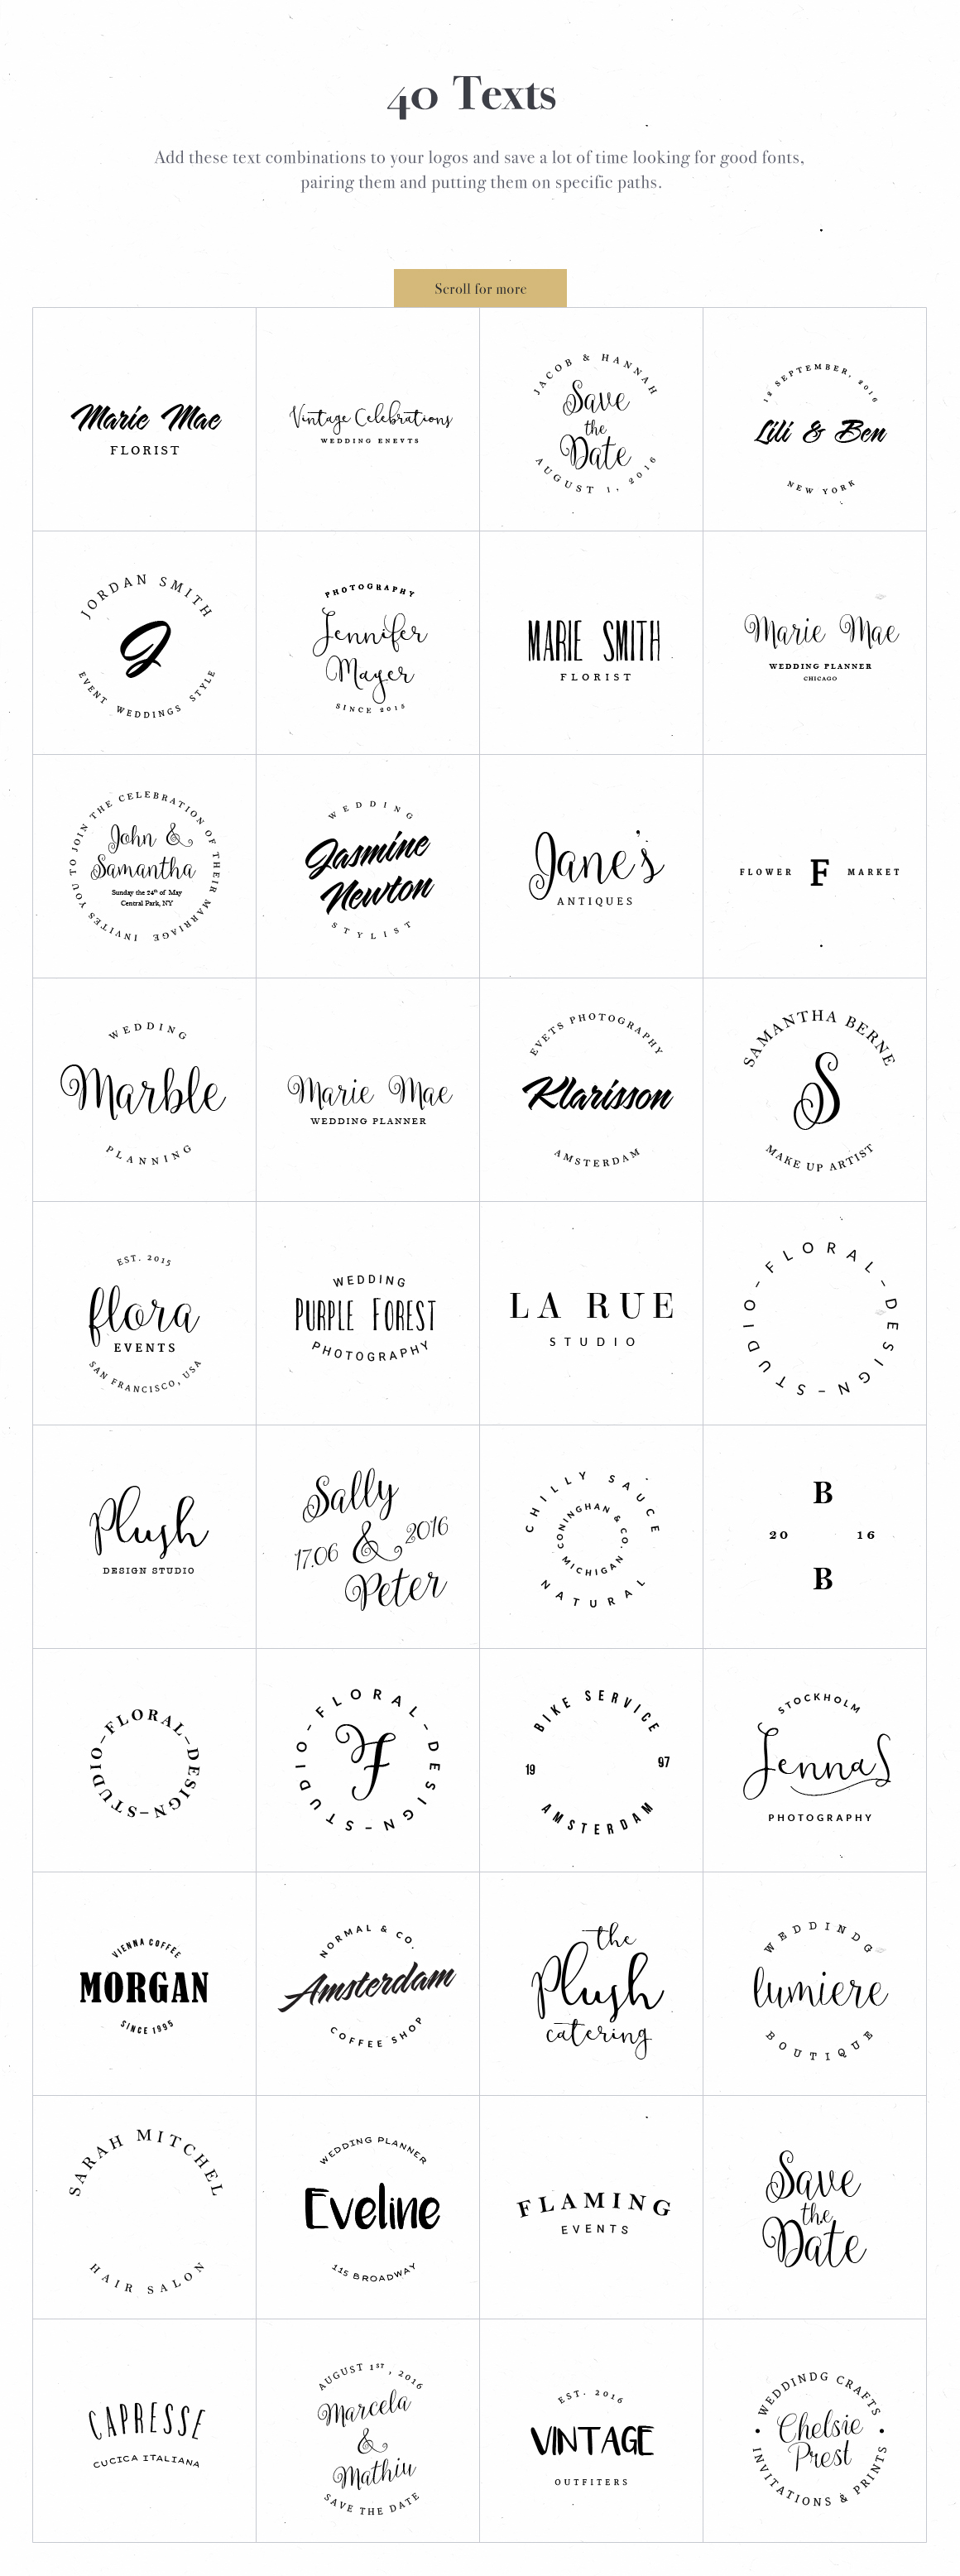 40 Texts
Add these text combinations to your logos and save a lot of time looking for good fonts,
pairing them and putting them on specific paths.
Scroll for more
Marie Mae
FLORIST
Vintage Celebrations
WEDDING ENEVTS
JACOB & HANNAH
Save
the
Date
AUGUST 1, 2016
12 SEPTEMBER, 2016
Lili & Ben
NEW YORK
JORDAN SMITH
J
EVENT WEDDINGS STYLE
PHOTOGRAPHY
Jennifer
Mayer
SINCE 2015
MARIE SMITH
FLORIST
Marie Mae
WEDDING PLANNER
CHICAGO
INVITES YOU TO JOIN THE CELEBRATION OF THEIR MARRIAGE
John &
Samantha
Sunday the 24th of May
Central Park, NY
WEDDING
Jasmine
Newton
STYLIST
Jane's
ANTIQUES
FLOWER F MARKET
WEDDING
Marble
PLANNING
Marie Mae
WEDDING PLANNER
EVETS PHOTOGRAPHY
Klarisson
AMSTERDAM
SAMANTHA BERNE
S
MAKE UP ARTIST
EST. 2015
flora
EVENTS
SAN FRANCISCO, USA
WEDDING
PURPLE FOREST
PHOTOGRAPHY
LA RUE
STUDIO
FLORAL-DESIGN-STUDIO-
Plush
DESIGN STUDIO
Sally
17.06 & 2016
Peter
CHILLY SAUCE
CONINGHAN & CO.
MICHIGAN
NATURAL
B
20 16
B
FLORAL-DESIGN-STUDIO-
FLORAL-DESIGN-STUDIO-
F
BIKE SERVICE
19 97
AMSTERDAM
STOCKHOLM
JennaS
PHOTOGRAPHY
VIENNA COFFEE
MORGAN
SINCE 1995
NORMAL & CO.
Amsterdam
COFFEE SHOP
the
Plush
catering
WEDDINDG
lumiere
BOUTIQUE
SARAH MITCHEL
HAIR SALON
WEDDING PLANNER
Eveline
115 BROADWAY
FLAMING
EVENTS
Save
the
Date
CAPRESSE
CUCICA ITALIANA
AUGUST 1ST, 2016
Marcela
&
Mathiu
SAVE THE DATE
EST. 2016
VINTAGE
OUTFITERS
WEDDINDG CRAFTS
Chelsie
Prest
• INVITATIONS & PRINTS •